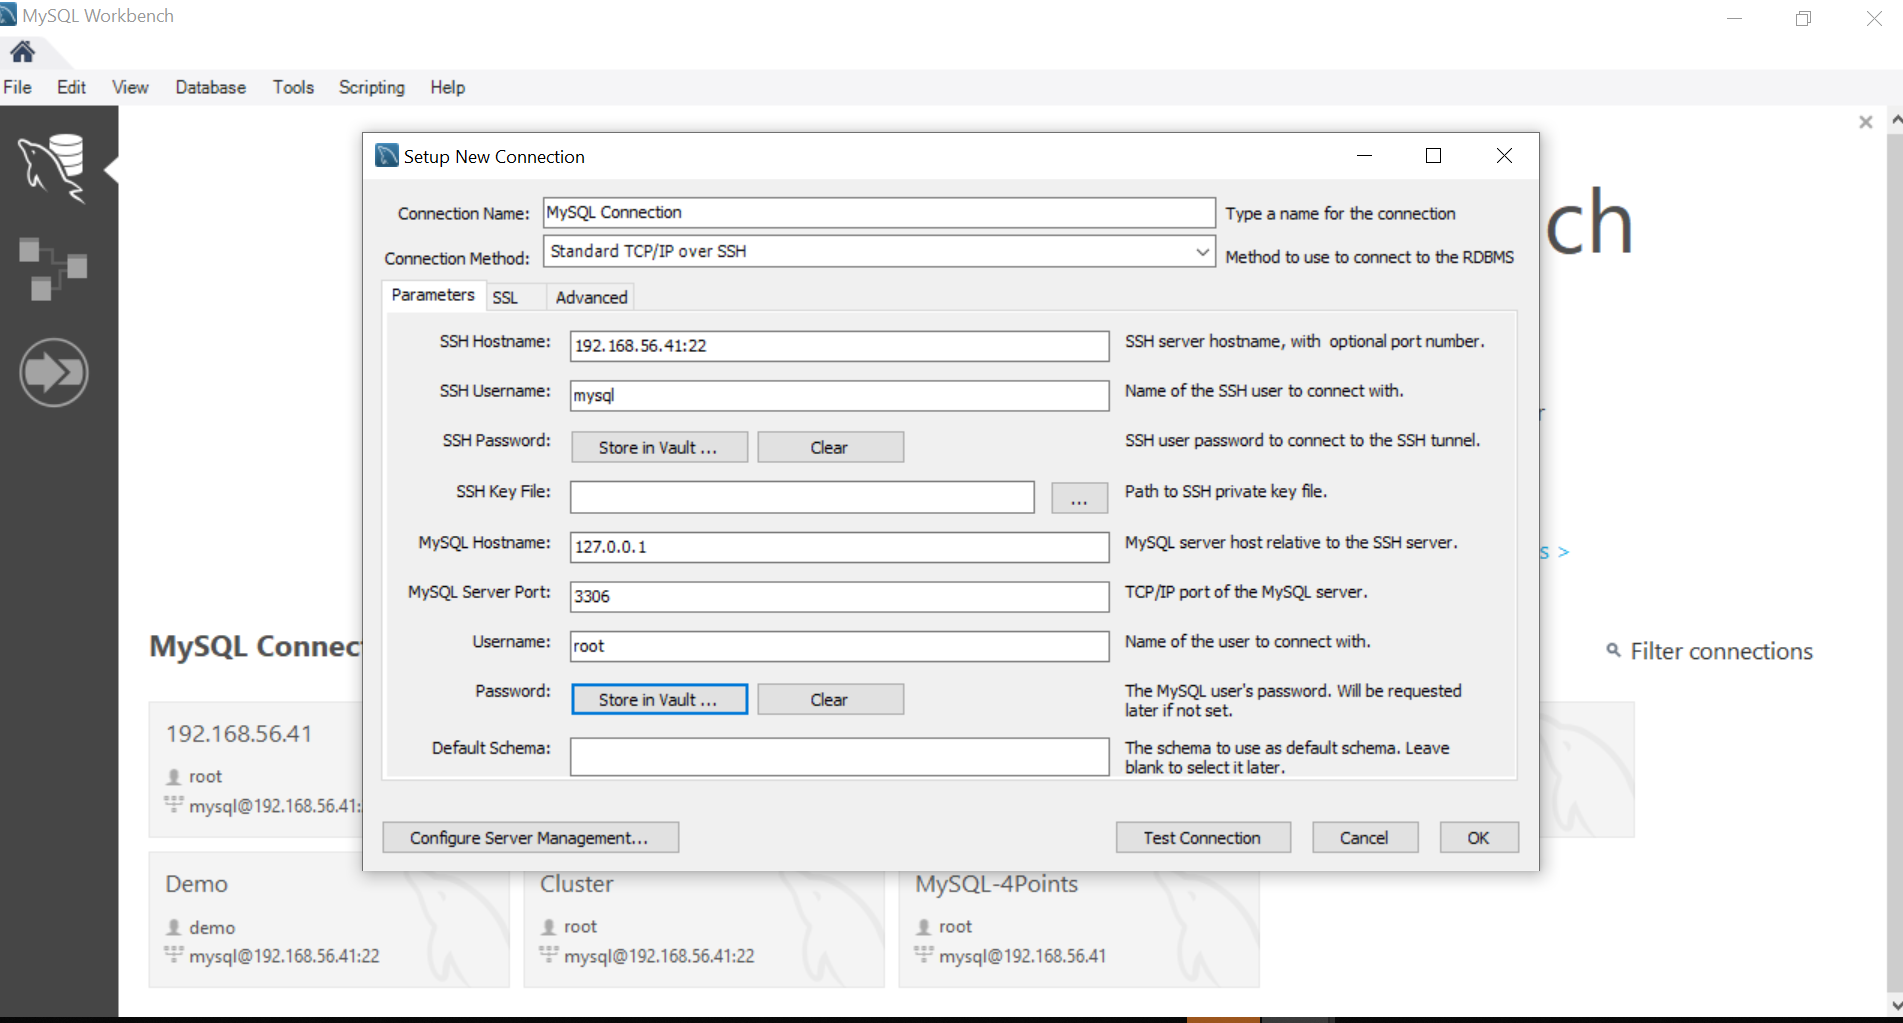 MySQL Workbench
File Edit View Database Tools Scripting Help
Setup New Connection
Connection Name: MySQL Connection Type a name for the connection
Connection Method: Standard TCP/IP over SSH Method to use to connect to the RDBMS
ch
Parameters SSL Advanced
SSH Hostname: 192.168.56.41:22 SSH server hostname, with optional port number.
SSH Username: mysql Name of the SSH user to connect with.
r
SSH Password: Store in Vault ... Clear SSH user password to connect to the SSH tunnel.
SSH Key File: ... Path to SSH private key file.
MySQL Hostname: 127.0.0.1 MySQL server host relative to the SSH server.
s >
MySQL Server Port: 3306 TCP/IP port of the MySQL server.
Username: root Name of the user to connect with.
Password: Store in Vault ... Clear The MySQL user's password. Will be requested
later if not set.
Default Schema: The schema to use as default schema. Leave
blank to select it later.
Configure Server Management... Test Connection Cancel OK
MySQL Connec
Filter connections
192.168.56.41
root
mysql@192.168.56.41:
Demo
demo
mysql@192.168.56.41:22
Cluster
root
mysql@192.168.56.41:22
MySQL-4Points
root
mysql@192.168.56.41